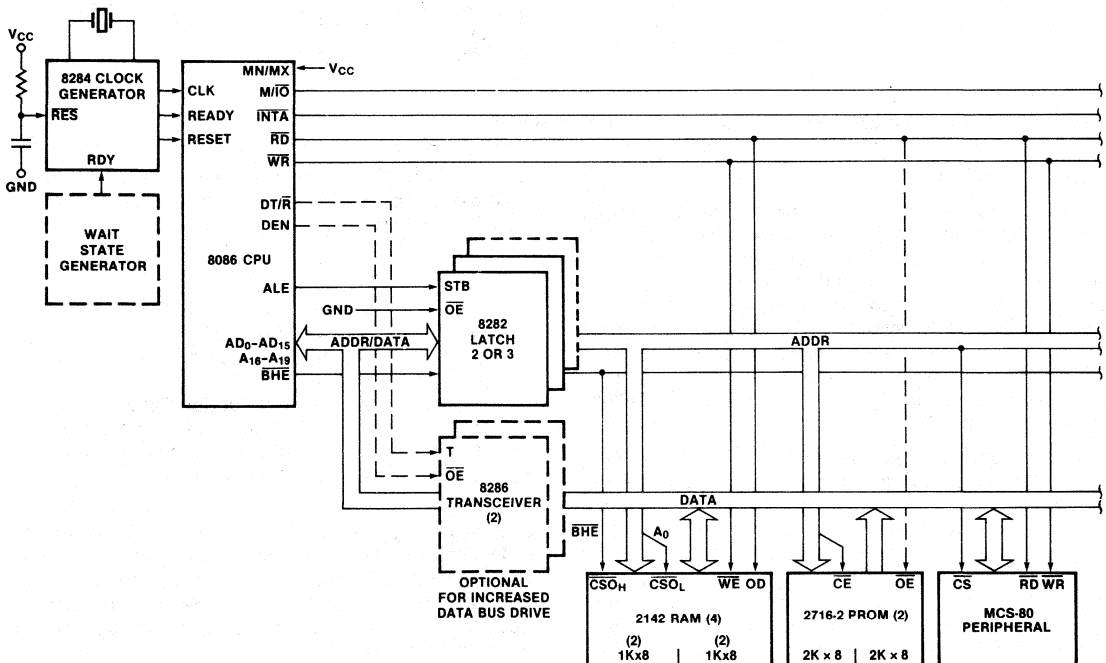 VCC
8284 CLOCK
GENERATOR
RES
RDY
GND
WAIT
STATE
GENERATOR
MN/MX
VCC
CLK
M/IO
READY
INTA
RESET
RD
WR
DT/R
DEN
8086 CPU
ALE
AD0–AD15
A16–A19
BHE
ADDR/DATA
GND
STB
OE
8282
LATCH
2 OR 3
ADDR
T
OE
8286
TRANSCEIVER
(2)
OPTIONAL
FOR INCREASED
DATA BUS DRIVE
DATA
BHE
A0
CSOH
CSOL
WE OD
2142 RAM (4)
(2)
1Kx8
(2)
1Kx8
CE
OE
2716-2 PROM (2)
2K × 8
2K × 8
CS
RD WR
MCS-80
PERIPHERAL